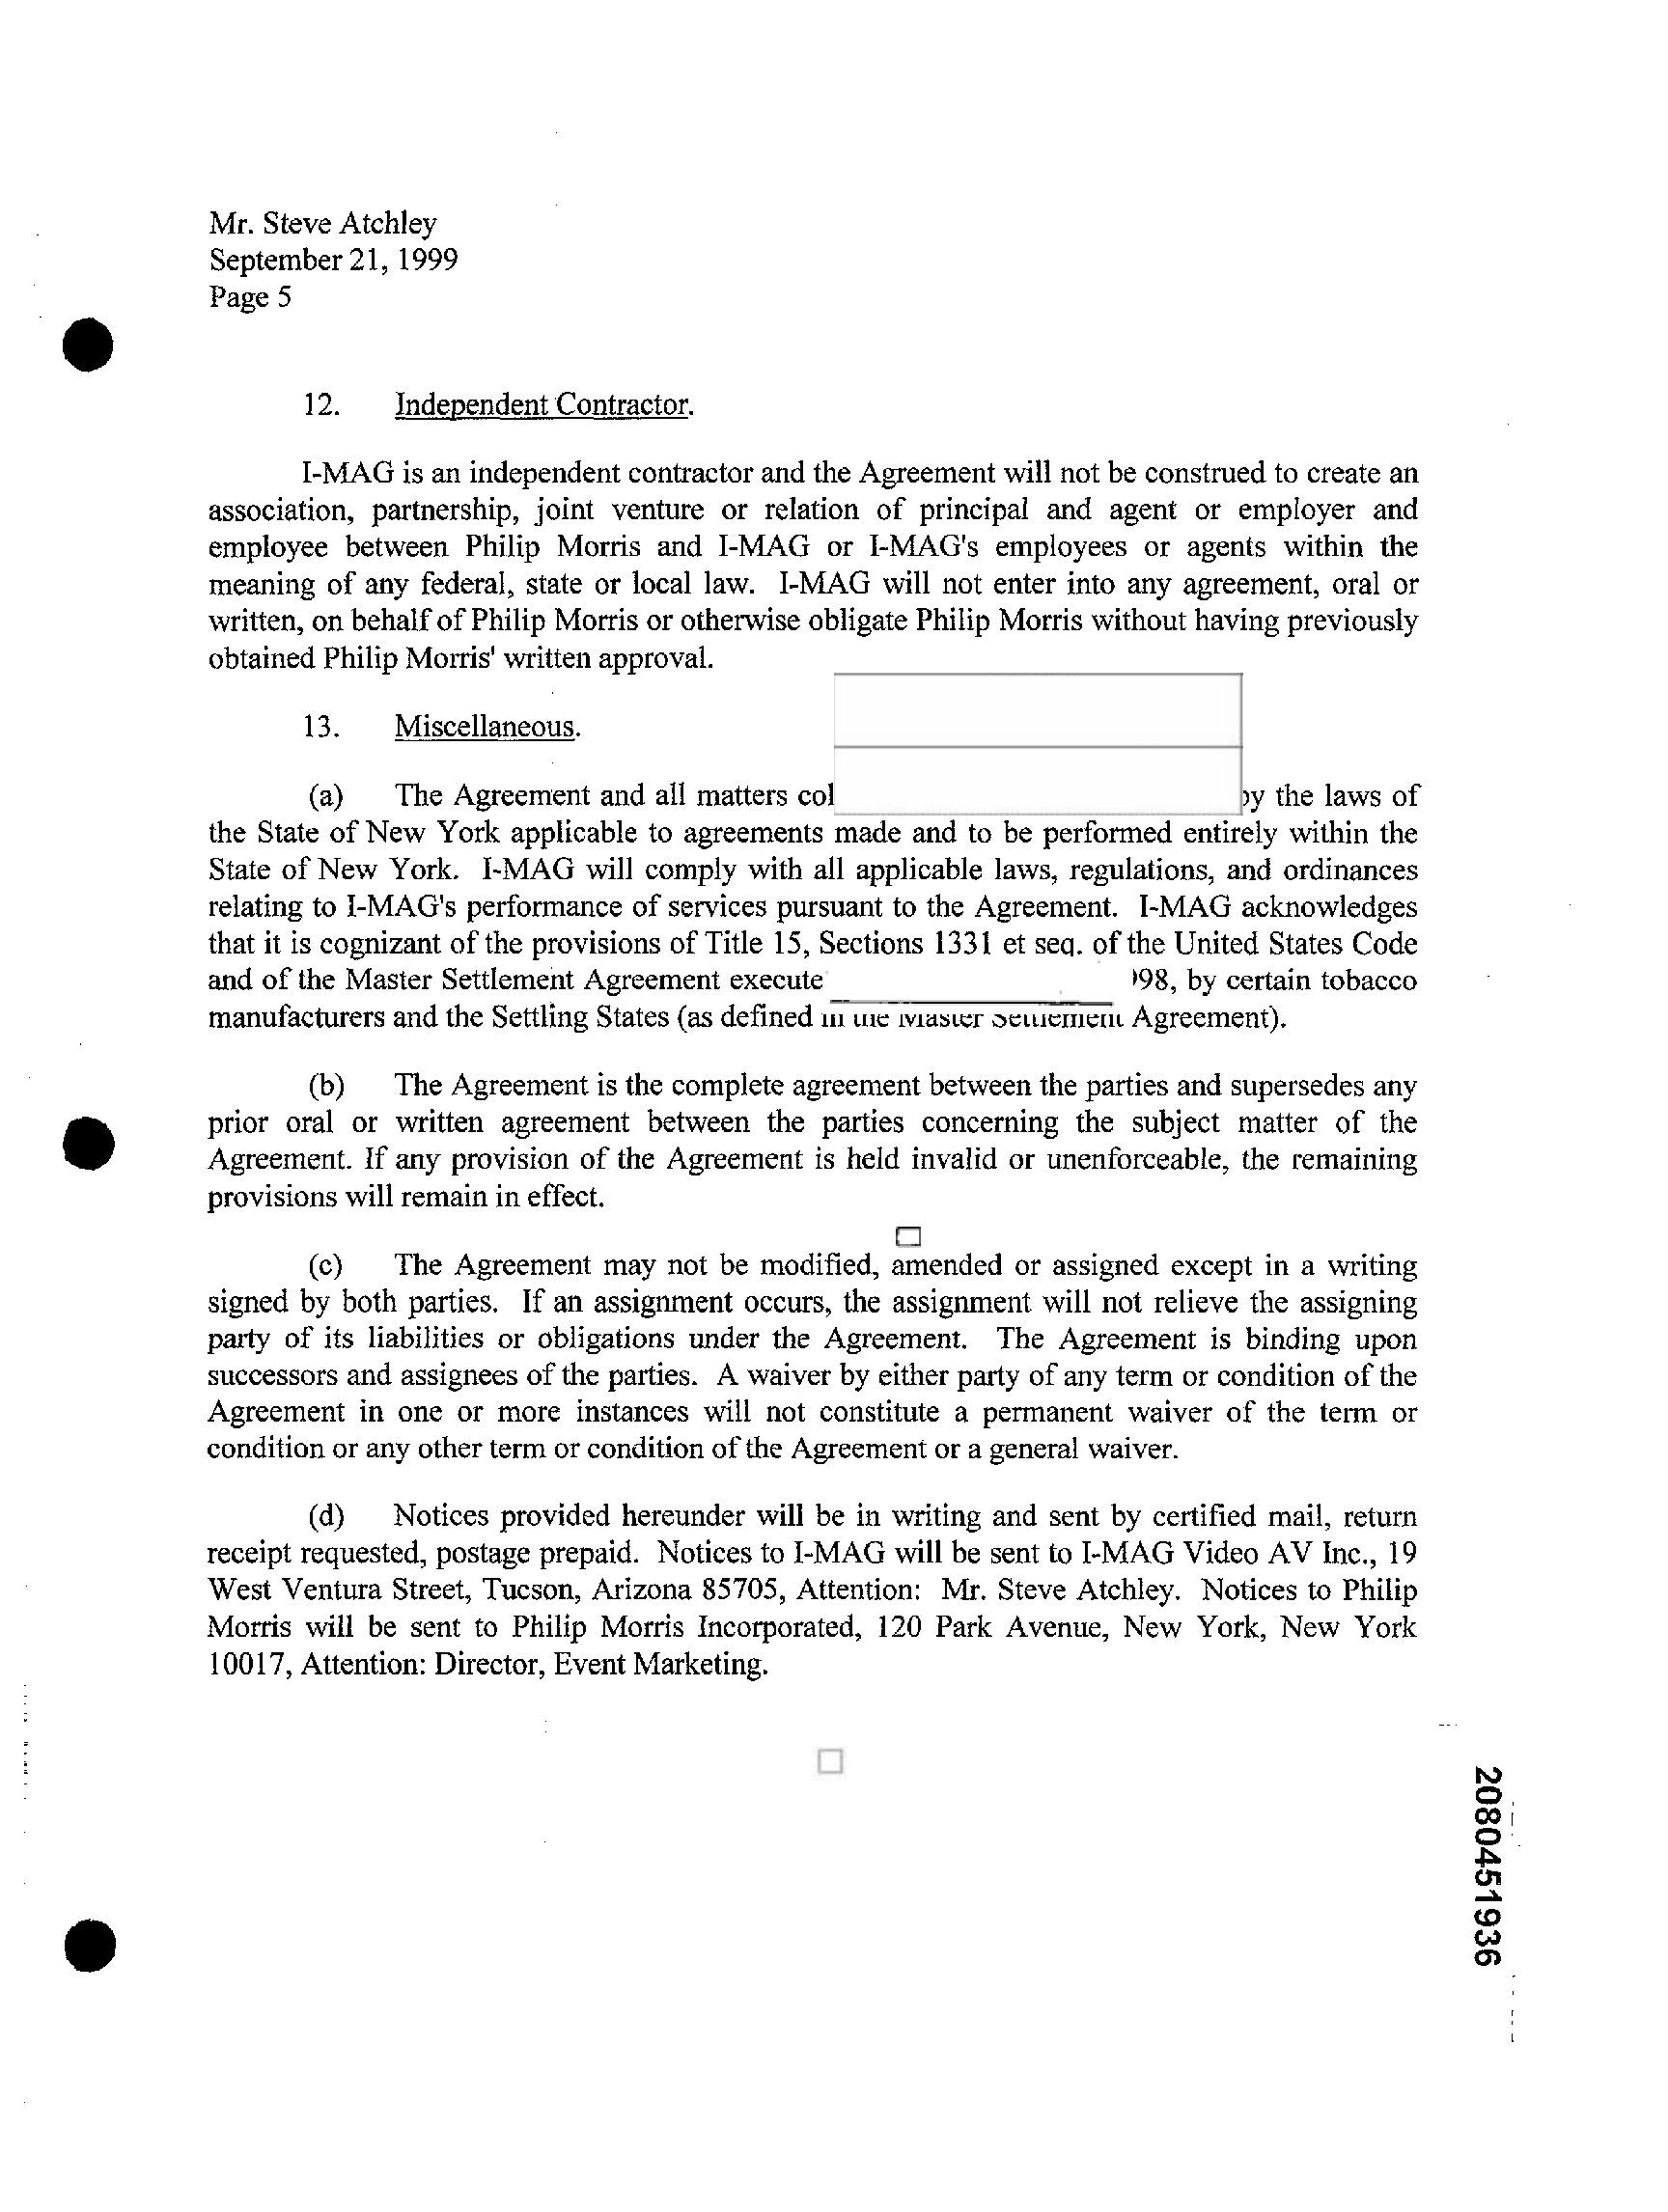 Mr. Steve Atchley
September 21, 1999
Page 5
12. Independent Contractor.
I-MAG is an independent contractor and the Agreement will not be construed to create an
association, partnership, joint venture or relation of principal and agent or employer and
employee between Philip Morris and I-MAG or I-MAG's employees or agents within the
meaning of any federal, state or local law. I-MAG will not enter into any agreement, oral or
written, on behalf of Philip Morris or otherwise obligate Philip Morris without having previously
obtained Philip Morris' written approval.
13. Miscellaneous.
(a) The Agreement and all matters the laws of
the State of New York applicable to agreements made and to be performed entirely within the
State of New York. I-MAG will comply with all applicable laws, regulations, and ordinances
relating to I-MAG's performance of services pursuant to the Agreement. I-MAG acknowledges
that it is cognizant of the provisions of Title 15, Sections 1331 et seq. of the United States Code
and of the Master Settlement Agreement execute 98, by certain tobacco
manufacturers and the Settling States (as defined in the Master Settlement Agreement).
(b) The Agreement is the complete agreement between the parties and supersedes any
prior oral or written agreement between the parties concerning the subject matter of the
Agreement. If any provision of the Agreement is held invalid or unenforceable, the remaining
provisions will remain in effect.
(c) The Agreement may not be modified, amended or assigned except in a writing
signed by both parties. If an assignment occurs, the assignment will not relieve the assigning
party of its liabilities or obligations under the Agreement. The Agreement is binding upon
successors and assignees of the parties. A waiver by either party of any term or condition of the
Agreement in one or more instances will not constitute a permanent waiver of the term or
condition or any other term or condition of the Agreement or a general waiver.
(d) Notices provided hereunder will be in writing and sent by certified mail, return
receipt requested, postage prepaid. Notices to I-MAG will be sent to I-MAG Video AV Inc., 19
West Ventura Street, Tucson, Arizona 85705, Attention: Mr. Steve Atchley. Notices to Philip
Morris will be sent to Philip Morris Incorporated, 120 Park Avenue, New York, New York
10017, Attention: Director, Event Marketing.
2080451936